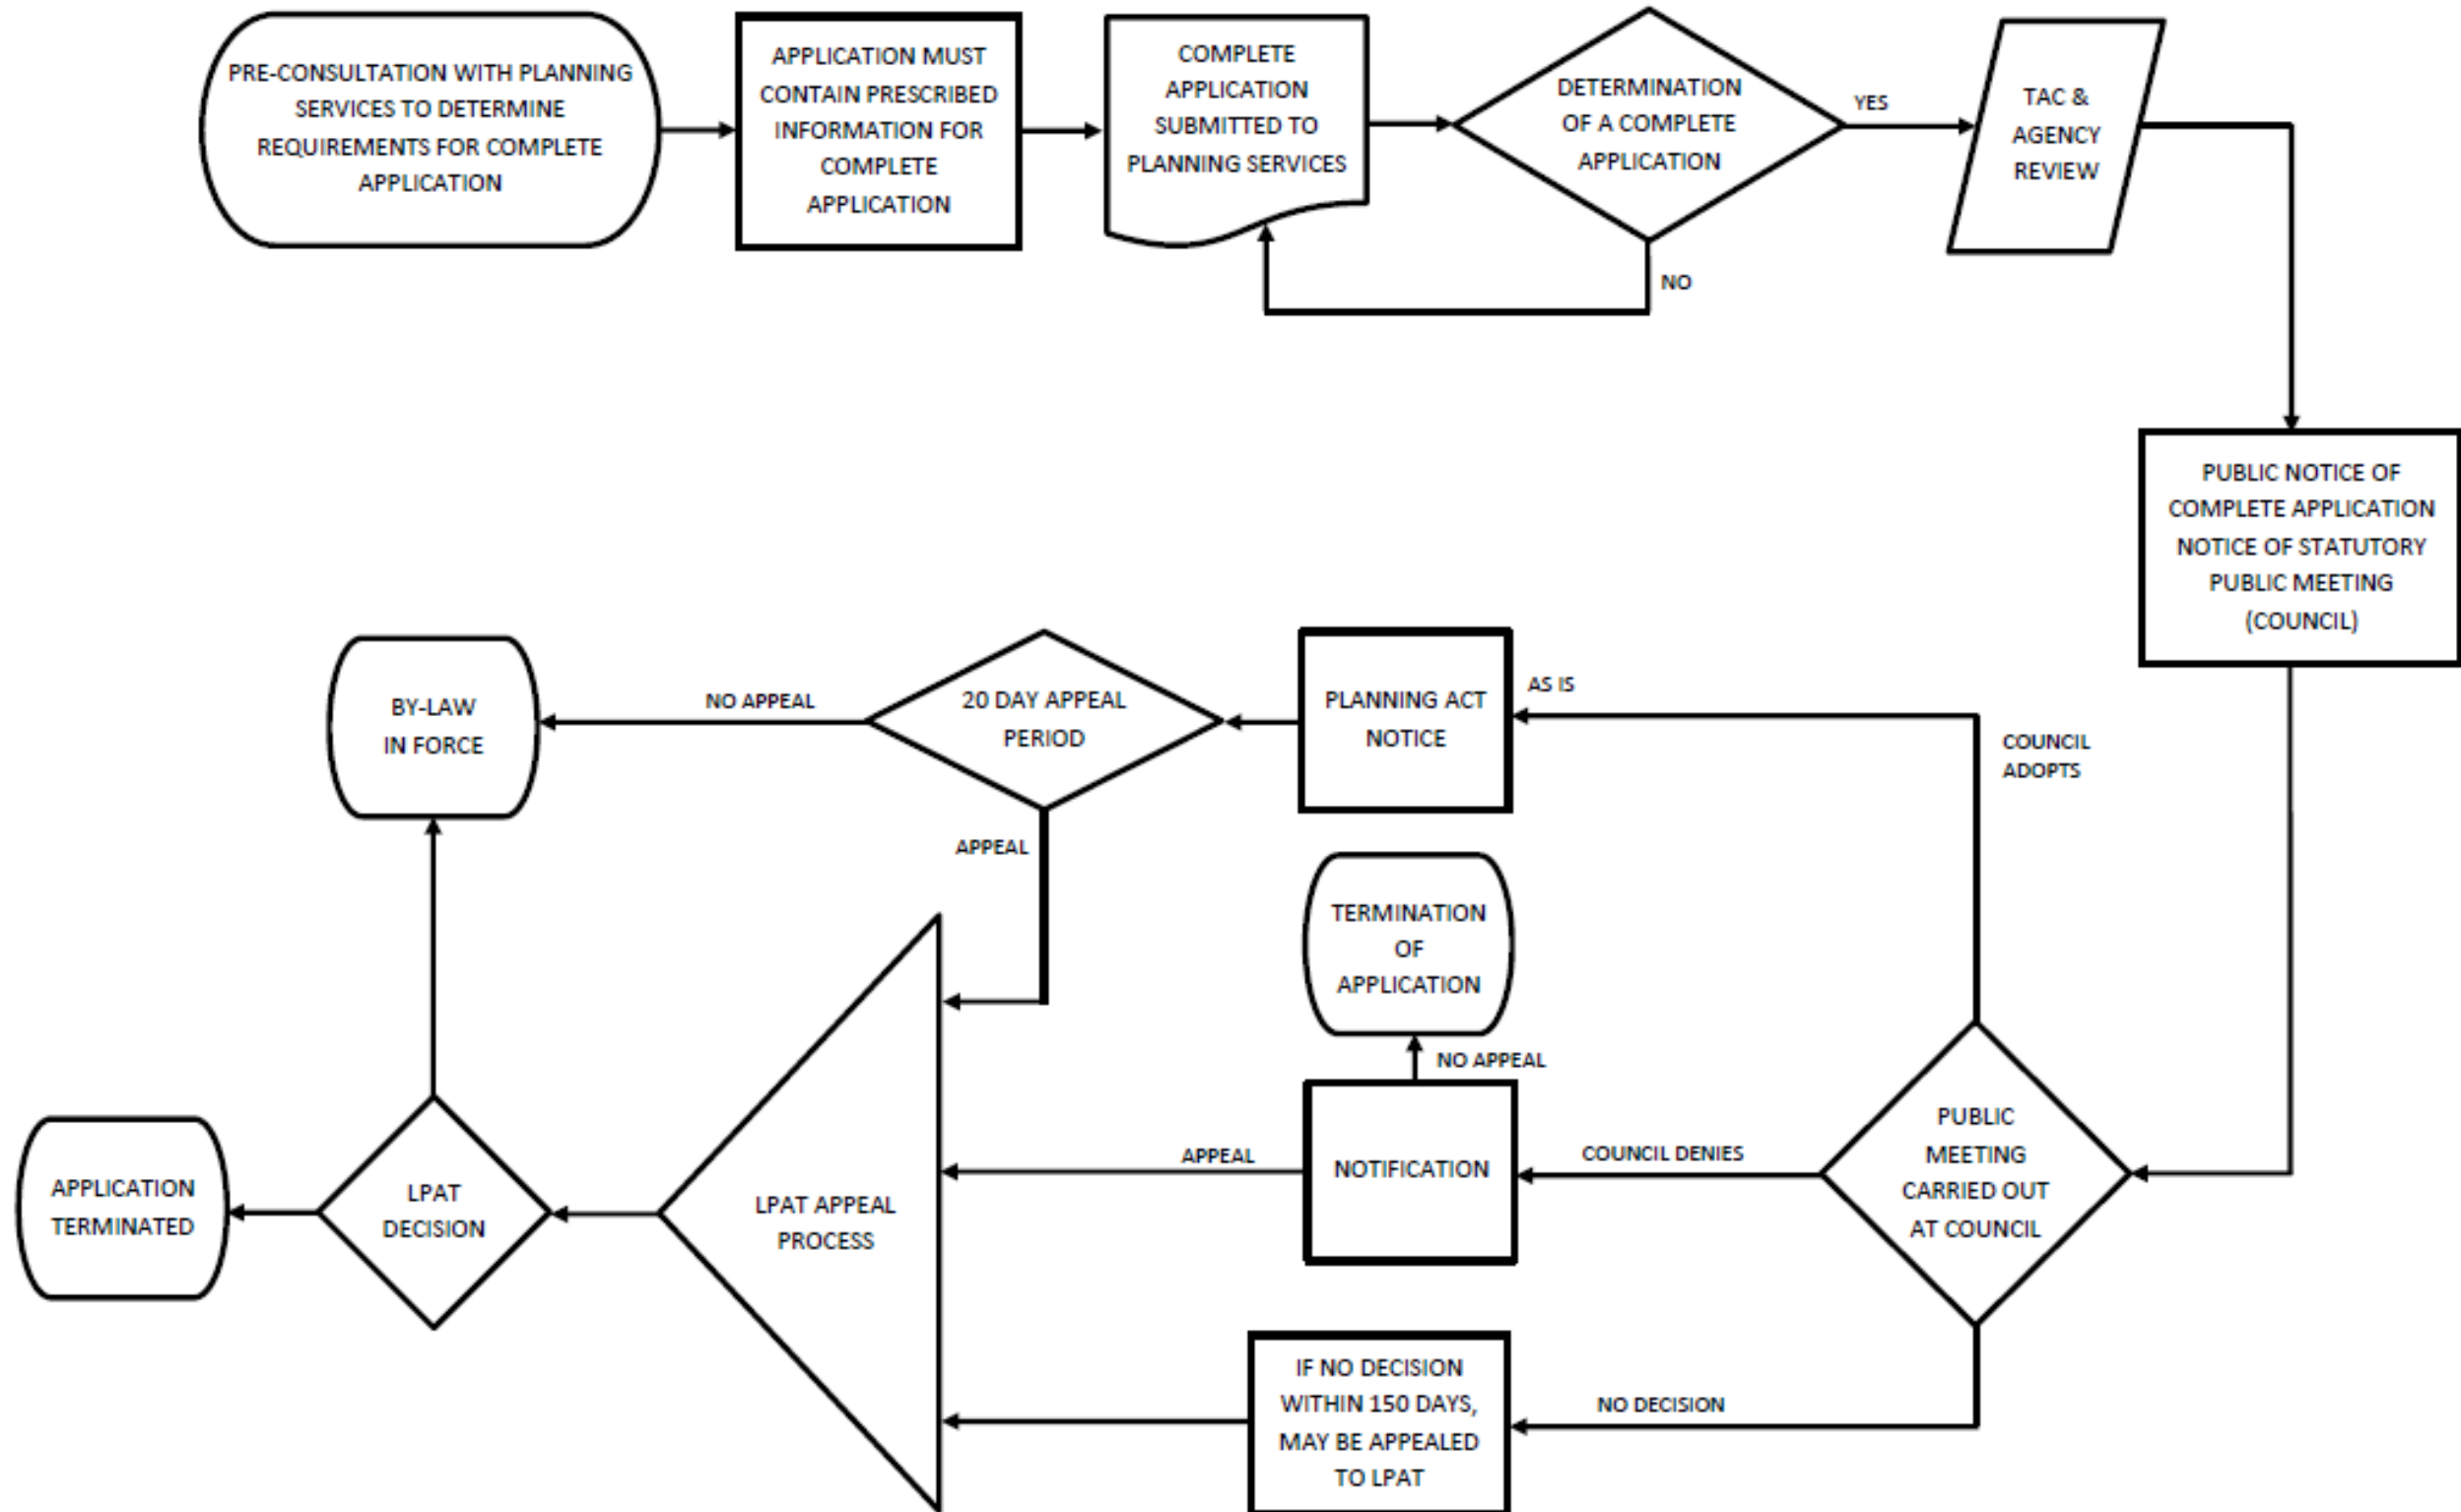 PRE-CONSULTATION WITH PLANNING
SERVICES TO DETERMINE
REQUIREMENTS FOR COMPLETE
APPLICATION
APPLICATION MUST
CONTAIN PRESCRIBED
INFORMATION FOR
COMPLETE
APPLICATION
COMPLETE
APPLICATION
SUBMITTED TO
PLANNING SERVICES
DETERMINATION
OF A COMPLETE
APPLICATION
YES
NO
TAC &
AGENCY
REVIEW
PUBLIC NOTICE OF
COMPLETE APPLICATION
NOTICE OF STATUTORY
PUBLIC MEETING
(COUNCIL)
PUBLIC
MEETING
CARRIED OUT
AT COUNCIL
COUNCIL
ADOPTS
AS IS
PLANNING ACT
NOTICE
20 DAY APPEAL
PERIOD
NO APPEAL
BY-LAW
IN FORCE
APPEAL
COUNCIL DENIES
NOTIFICATION
NO APPEAL
TERMINATION
OF
APPLICATION
APPEAL
NO DECISION
IF NO DECISION
WITHIN 150 DAYS,
MAY BE APPEALED
TO LPAT
LPAT APPEAL
PROCESS
LPAT
DECISION
APPLICATION
TERMINATED